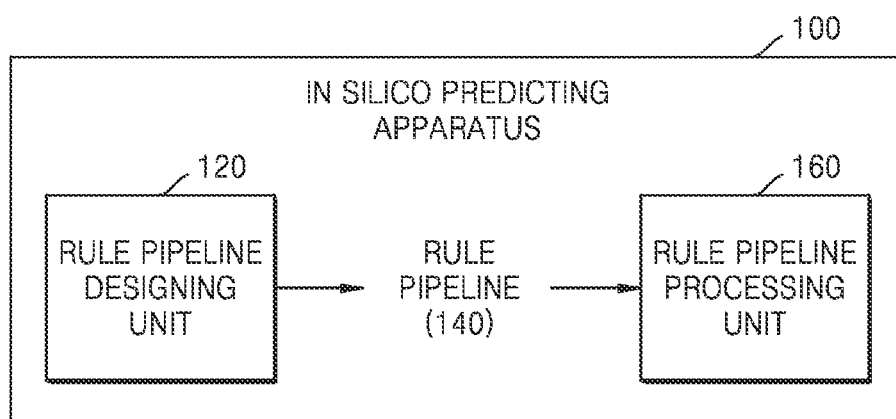 100
IN SILICO PREDICTING
APPARATUS
120
160
RULE PIPELINE
DESIGNING
UNIT
RULE
PIPELINE
(140)
RULE PIPELINE
PROCESSING
UNIT